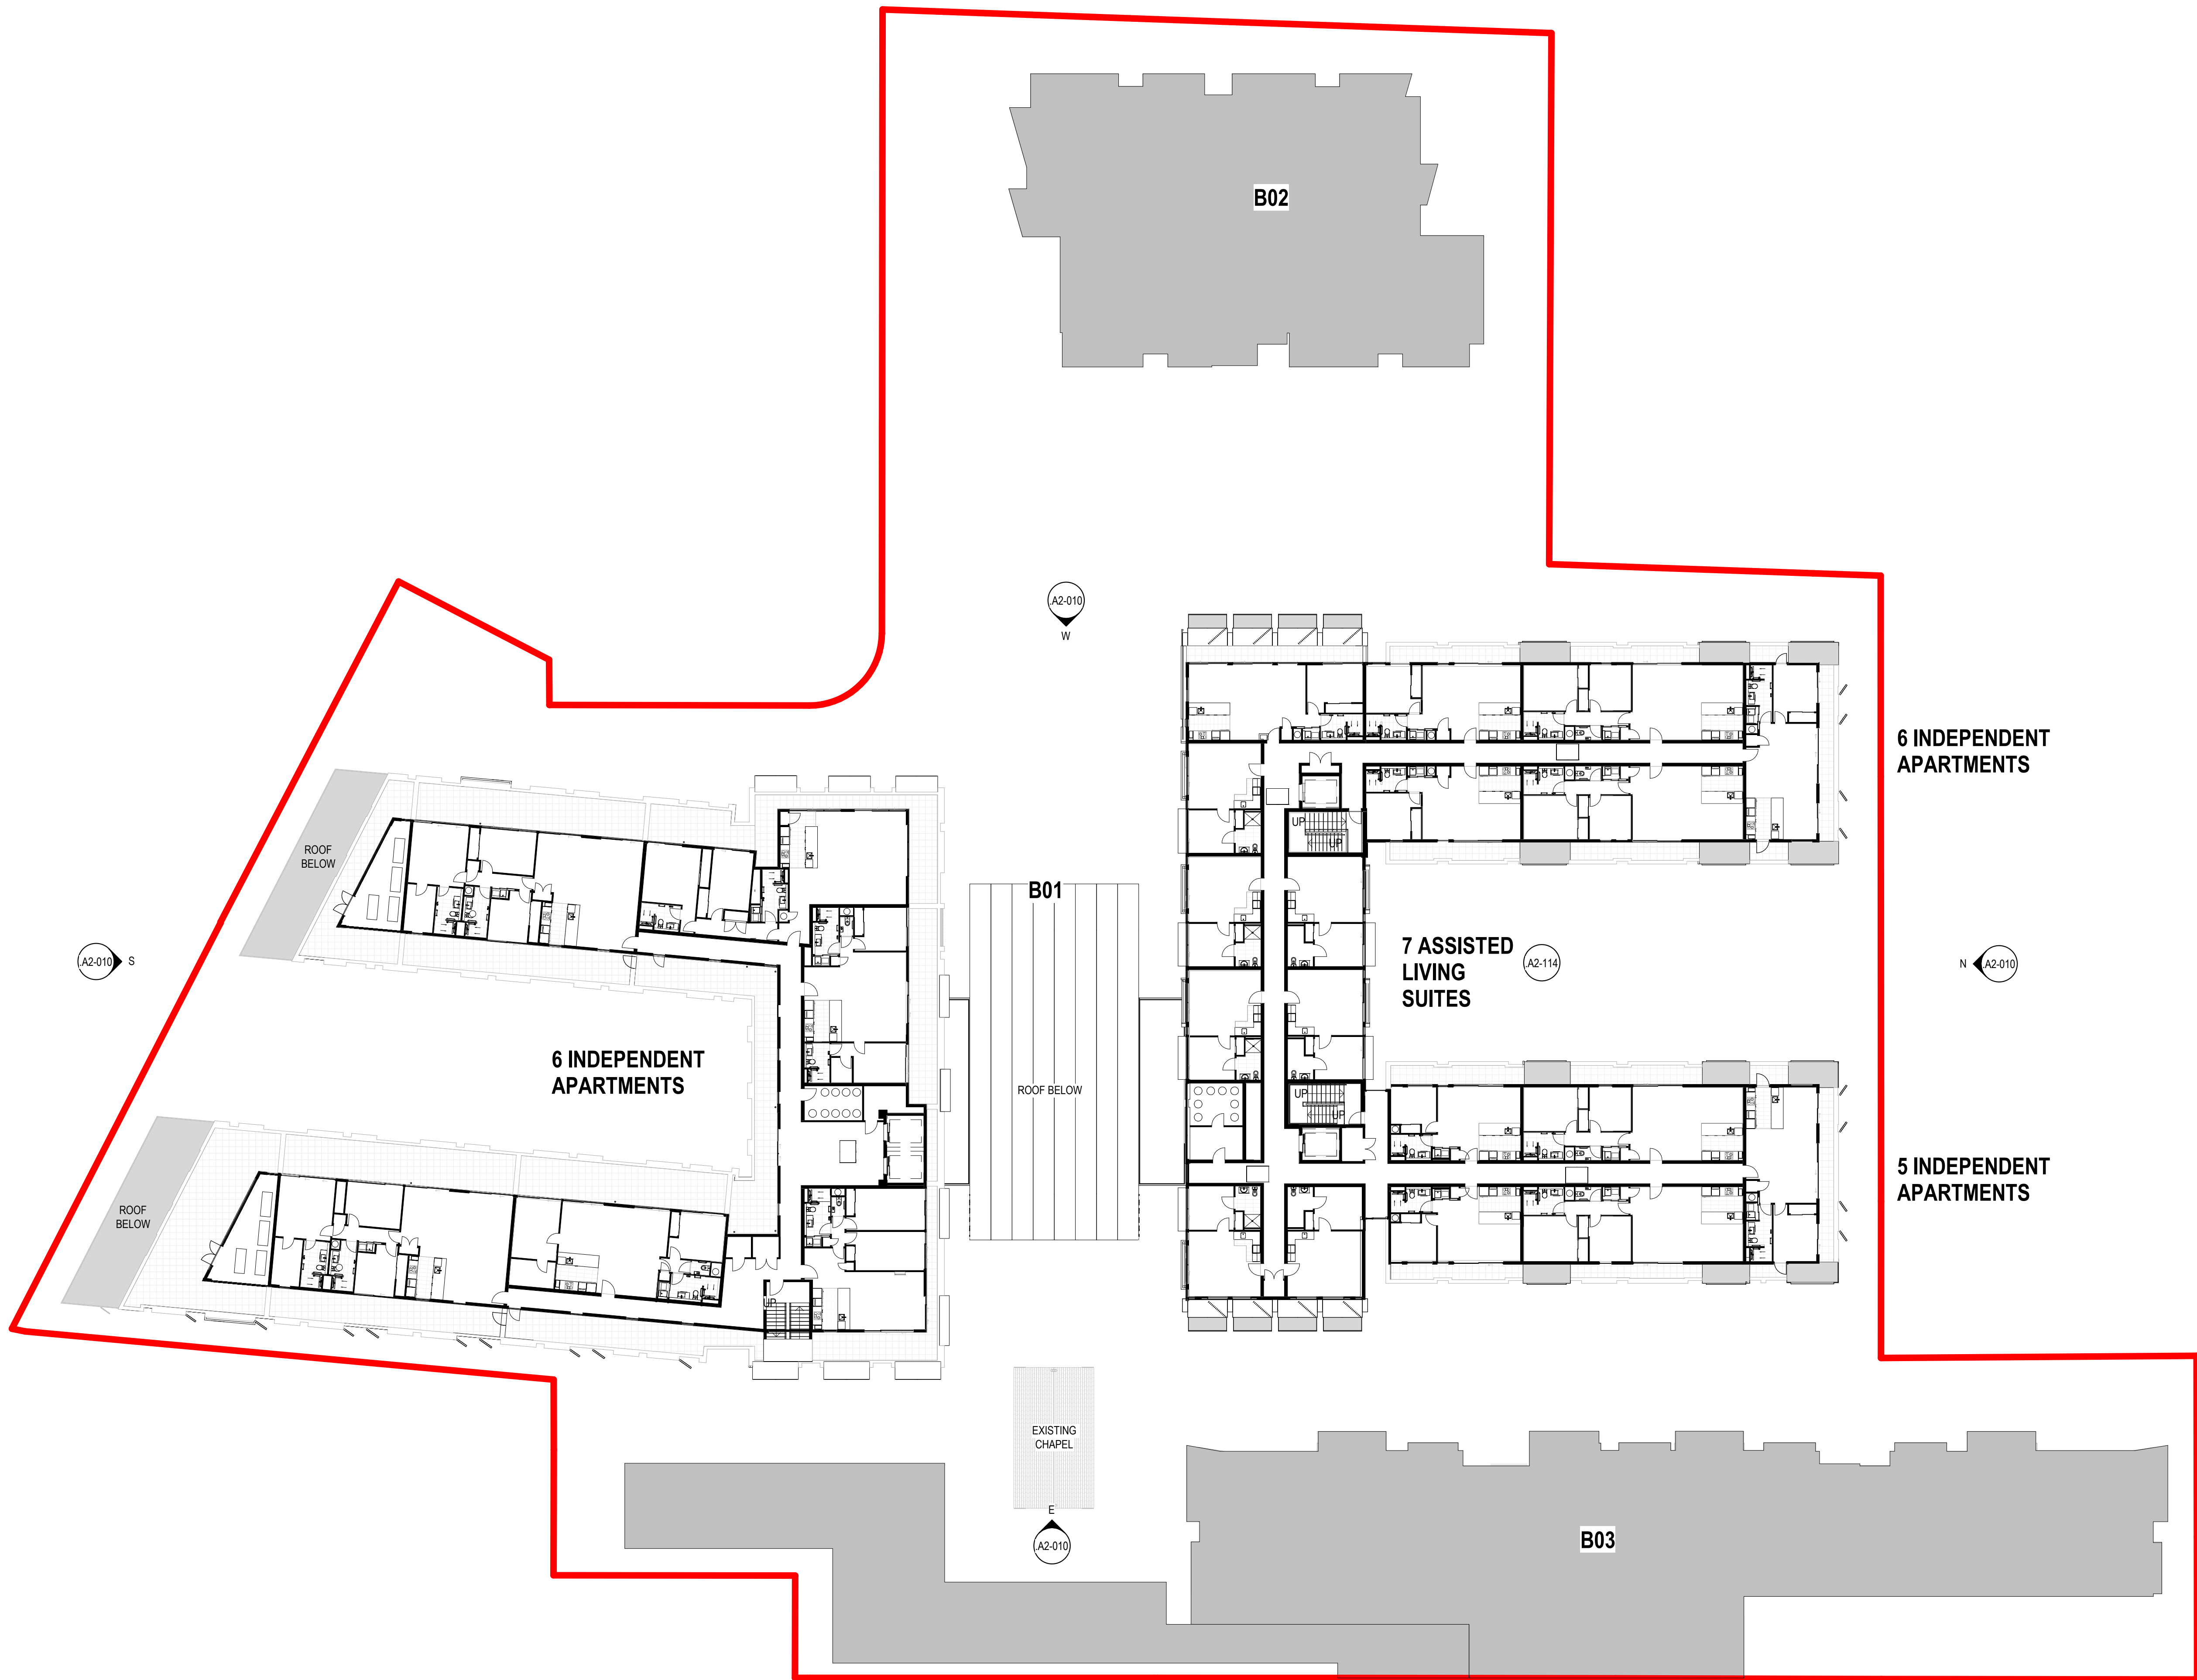 B02
.A2-010
W
6 INDEPENDENT
APARTMENTS
UP
UP
ROOF
BELOW
B01
7 ASSISTED
LIVING
SUITES
.A2-114
.A2-010
S
N
.A2-010
6 INDEPENDENT
APARTMENTS
ROOF BELOW
UP
UP
5 INDEPENDENT
APARTMENTS
ROOF
BELOW
UP
EXISTING
CHAPEL
E
.A2-010
B03